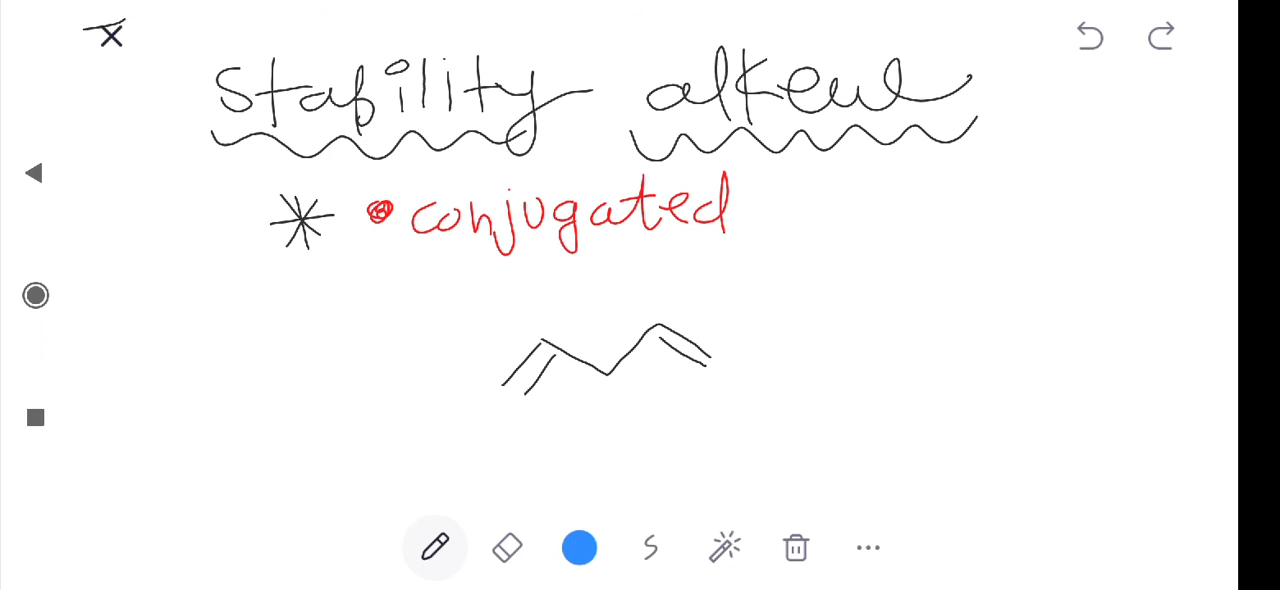 stability alkene
* • conjugated